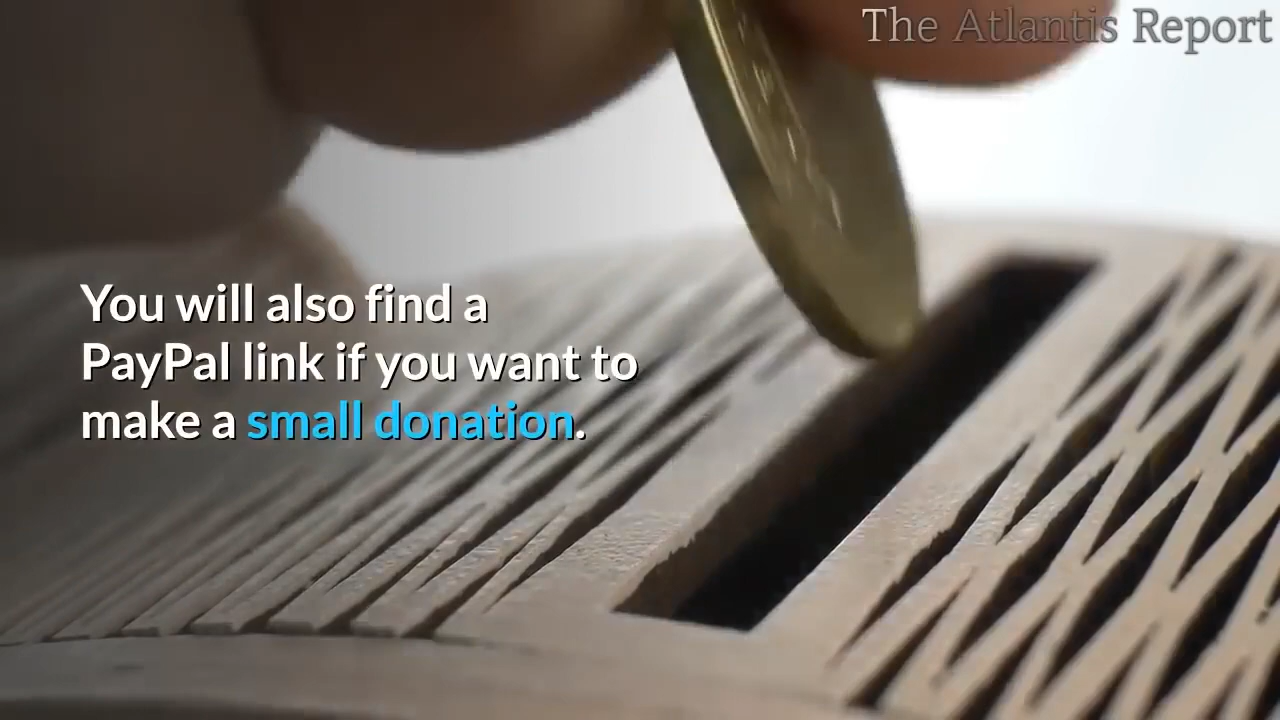 The Atlantis Report
You will also find a
PayPal link if you want to
make a small donation.